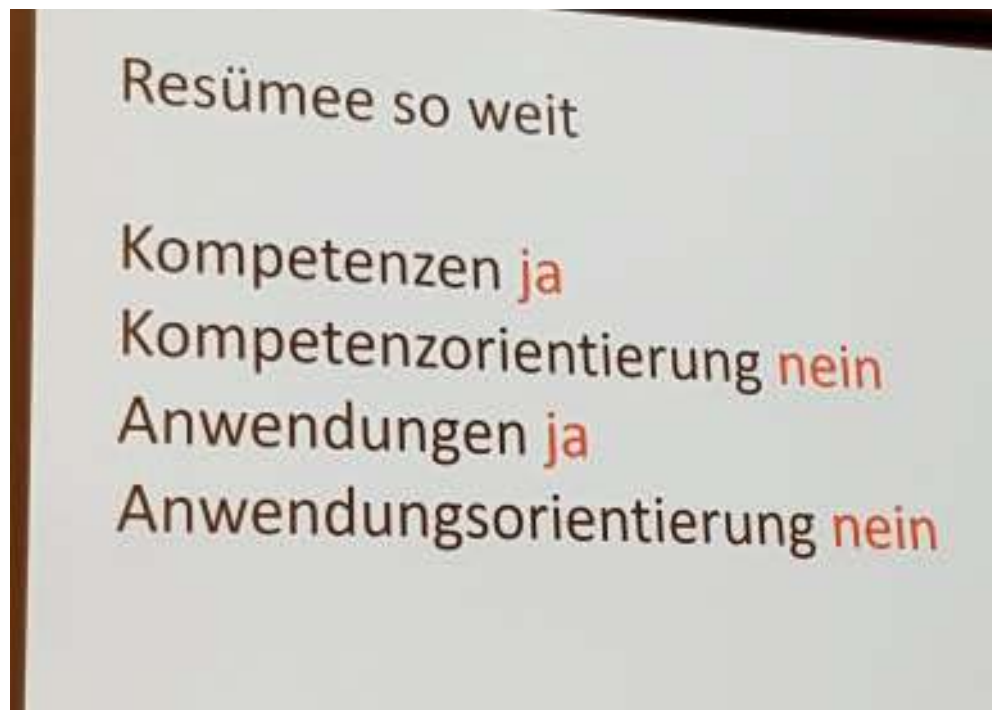 Resümee so weit
Kompetenzen ja
Kompetenzorientierung nein
Anwendungen ja
Anwendungsorientierung nein